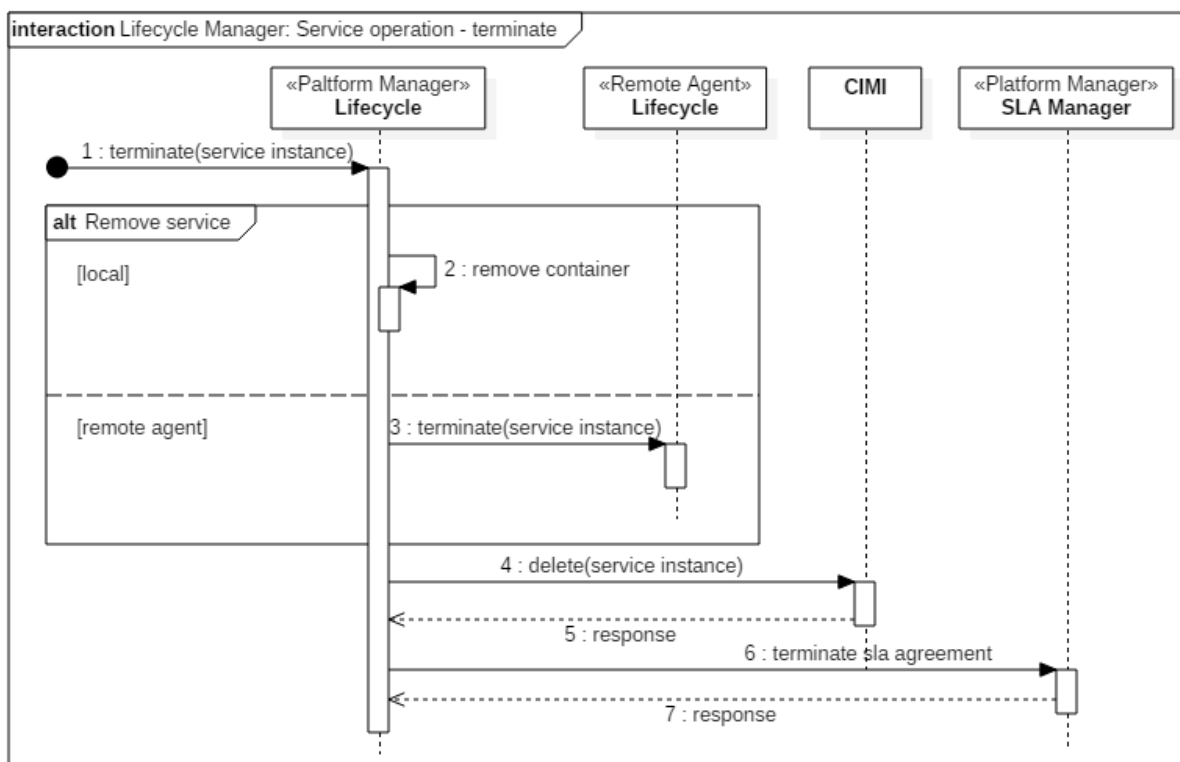 interaction Lifecycle Manager: Service operation - terminate
«Paltform Manager»
Lifecycle
«Remote Agent»
Lifecycle
CIMI
«Platform Manager»
SLA Manager
1 : terminate(service instance)
alt Remove service
[local]
2 : remove container
[remote agent]
3 : terminate(service instance)
4 : delete(service instance)
5 : response
6 : terminate sla agreement
7 : response